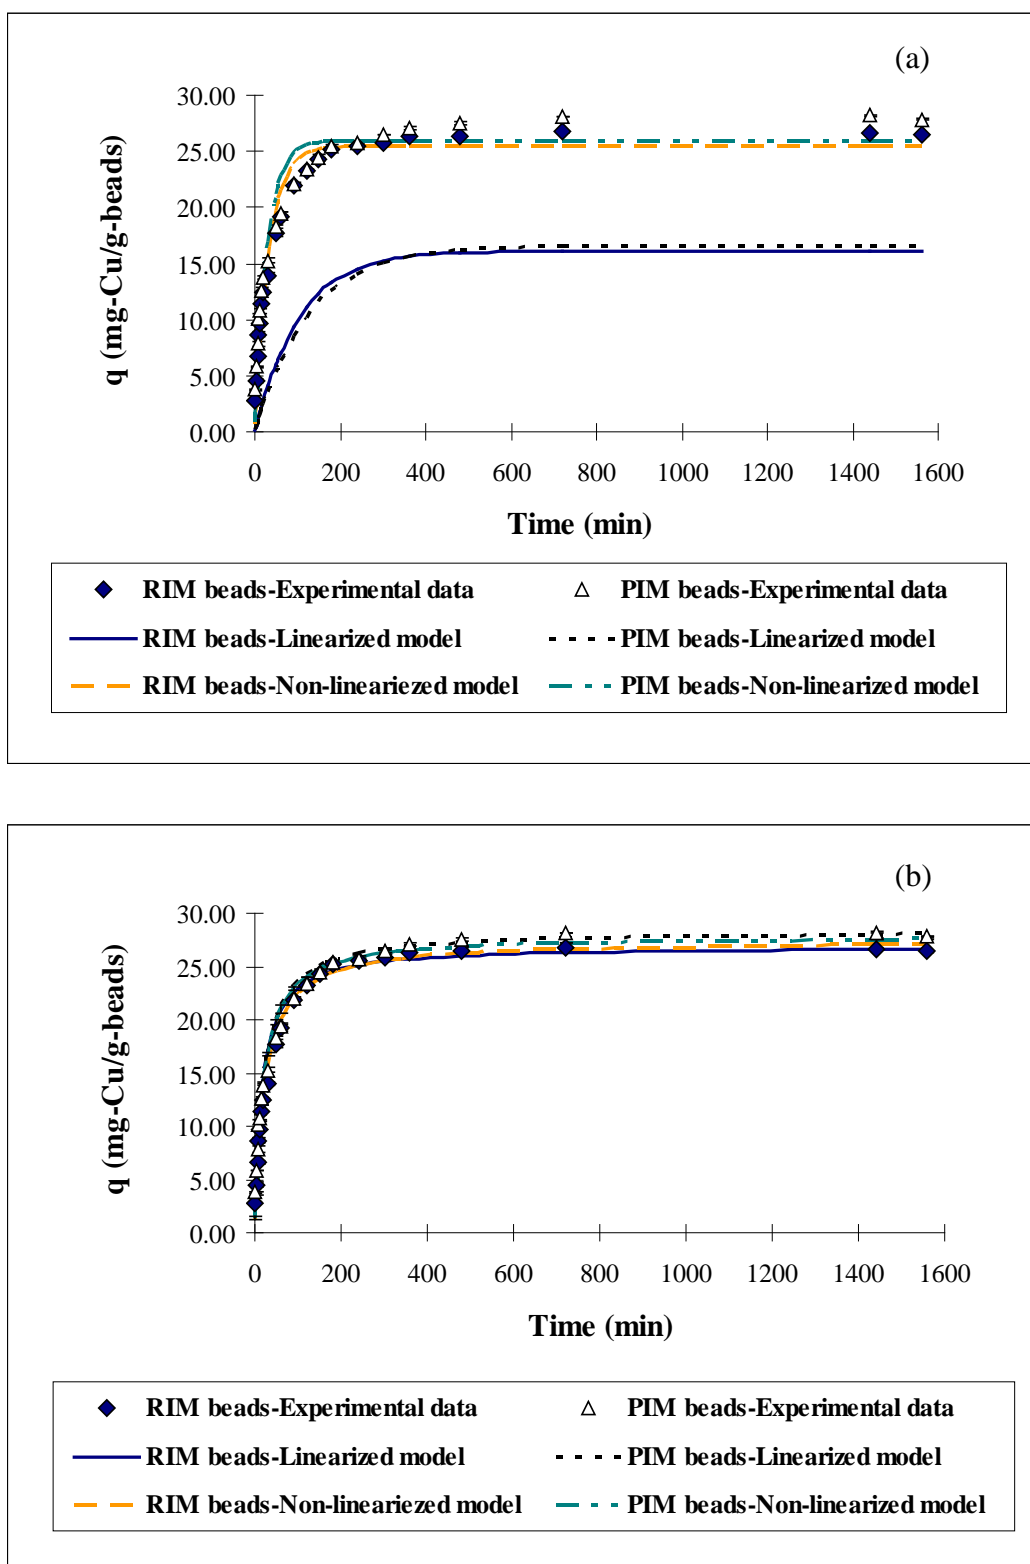 (a)
30.00
25.00
20.00
15.00
10.00
5.00
0.00
q (mg-Cu/g-beads)
0 200 400 600 800 1000 1200 1400 1600
Time (min)
RIM beads-Experimental data PIM beads-Experimental data
RIM beads-Linearized model PIM beads-Linearized model
RIM beads-Non-lineariezed model PIM beads-Non-linearized model
(b)
30.00
25.00
20.00
15.00
10.00
5.00
0.00
q (mg-Cu/g-beads)
0 200 400 600 800 1000 1200 1400 1600
Time (min)
RIM beads-Experimental data PIM beads-Experimental data
RIM beads-Linearized model PIM beads-Linearized model
RIM beads-Non-lineariezed model PIM beads-Non-linearized model